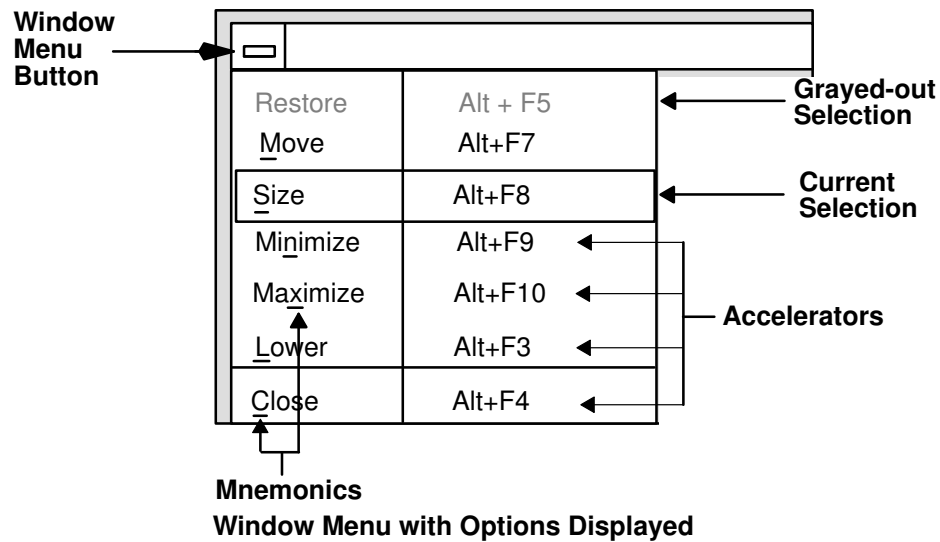 Window
Menu
Button
Restore Alt + F5
Grayed-out
Selection
Move Alt+F7
Size Alt+F8
Current
Selection
Minimize Alt+F9
Maximize Alt+F10
Accelerators
Lower Alt+F3
Close Alt+F4
Mnemonics
Window Menu with Options Displayed